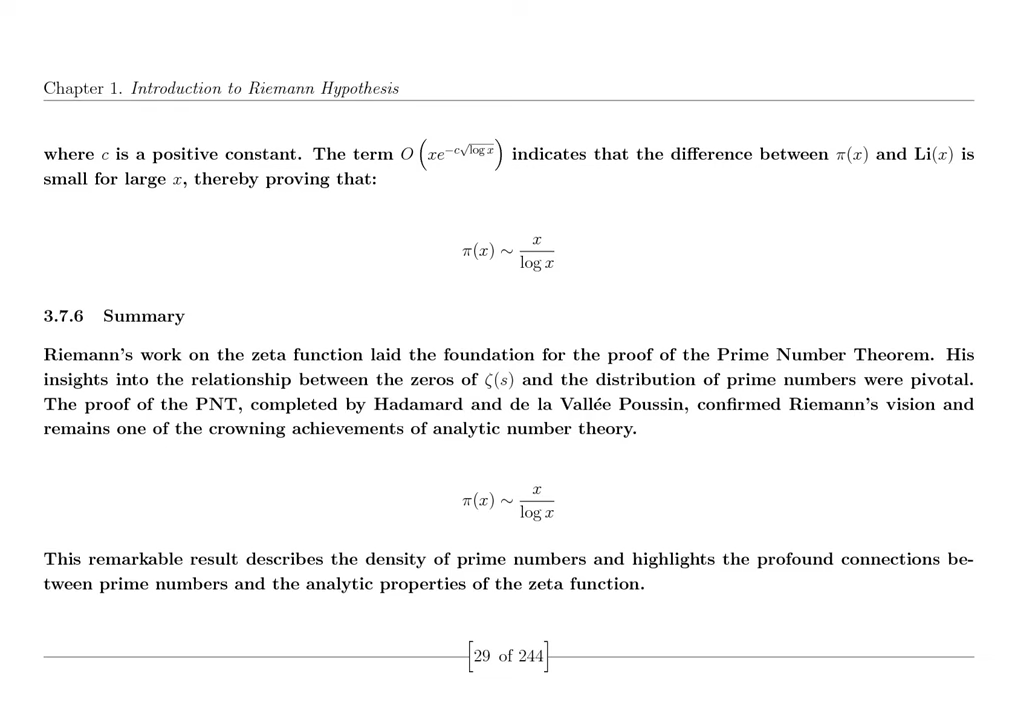 Chapter 1. Introduction to Riemann Hypothesis
where c is a positive constant. The term O(xe^{−c√log x}) indicates that the difference between π(x) and Li(x) is
small for large x, thereby proving that:
π(x) ∼ x / log x
3.7.6 Summary
Riemann's work on the zeta function laid the foundation for the proof of the Prime Number Theorem. His
insights into the relationship between the zeros of ζ(s) and the distribution of prime numbers were pivotal.
The proof of the PNT, completed by Hadamard and de la Vallée Poussin, confirmed Riemann's vision and
remains one of the crowning achievements of analytic number theory.
π(x) ∼ x / log x
This remarkable result describes the density of prime numbers and highlights the profound connections be-
tween prime numbers and the analytic properties of the zeta function.
[29 of 244]